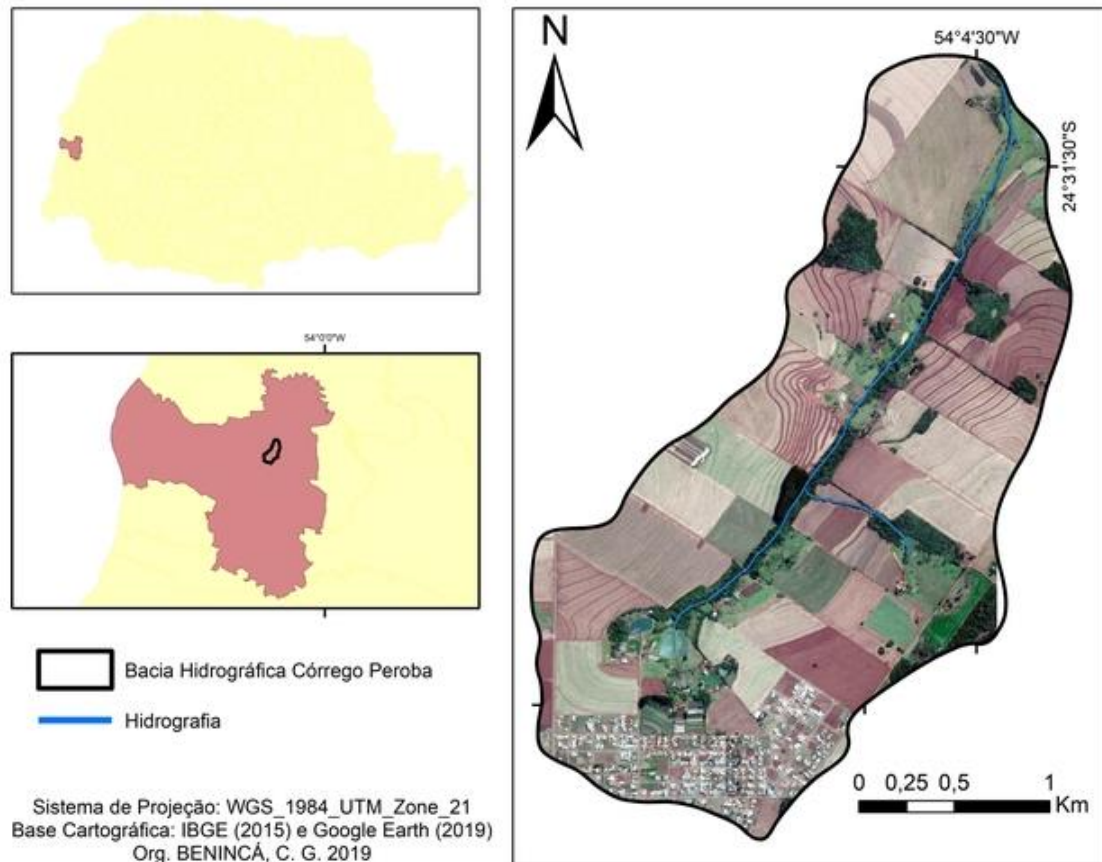 54°0'0"W
Bacia Hidrográfica Córrego Peroba
Hidrografia
Sistema de Projeção: WGS_1984_UTM_Zone_21
Base Cartográfica: IBGE (2015) e Google Earth (2019)
Org. BENINCÁ, C. G. 2019
N
54°4'30"W
24°31'30"S
0 0,25 0,5 1
Km